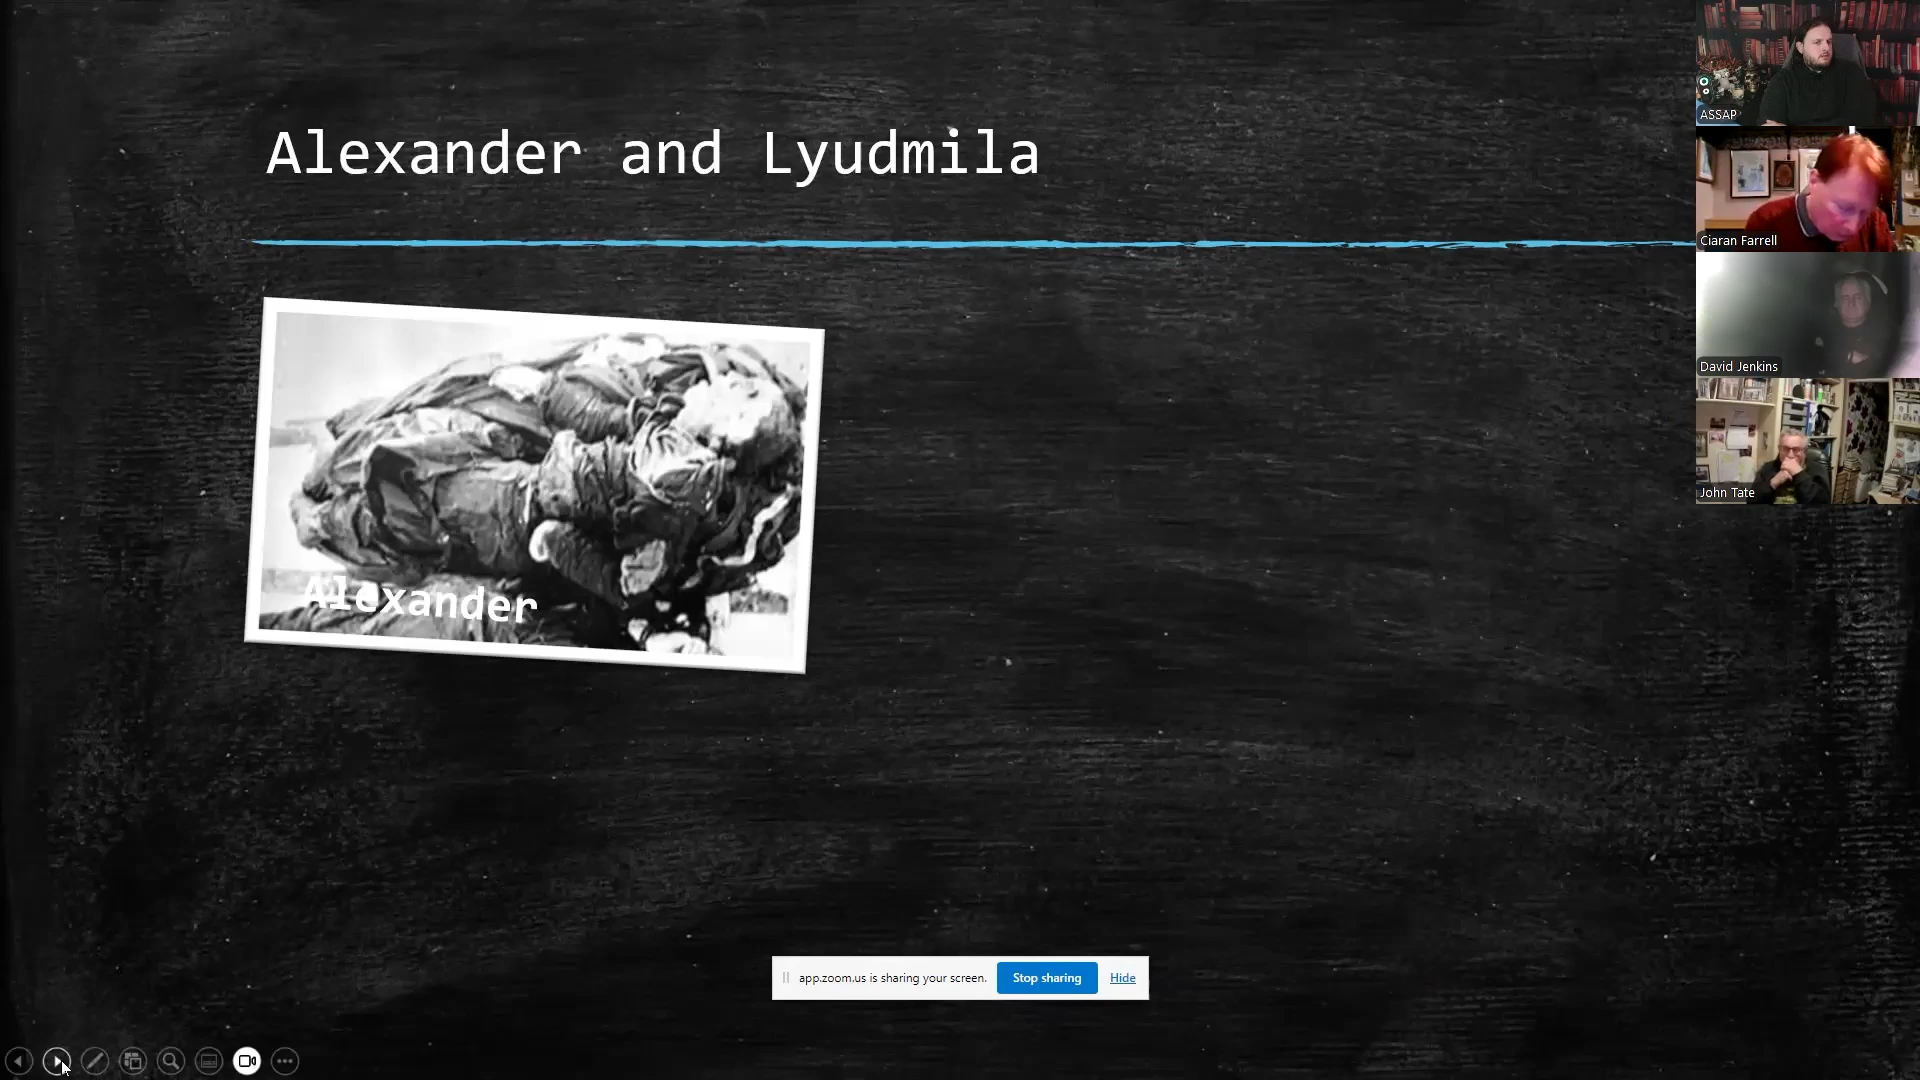 Alexander and Lyudmila
Alexander
ASSAP
Ciaran Farrell
David Jenkins
John Tate
app.zoom.us is sharing your screen.
Stop sharing
Hide